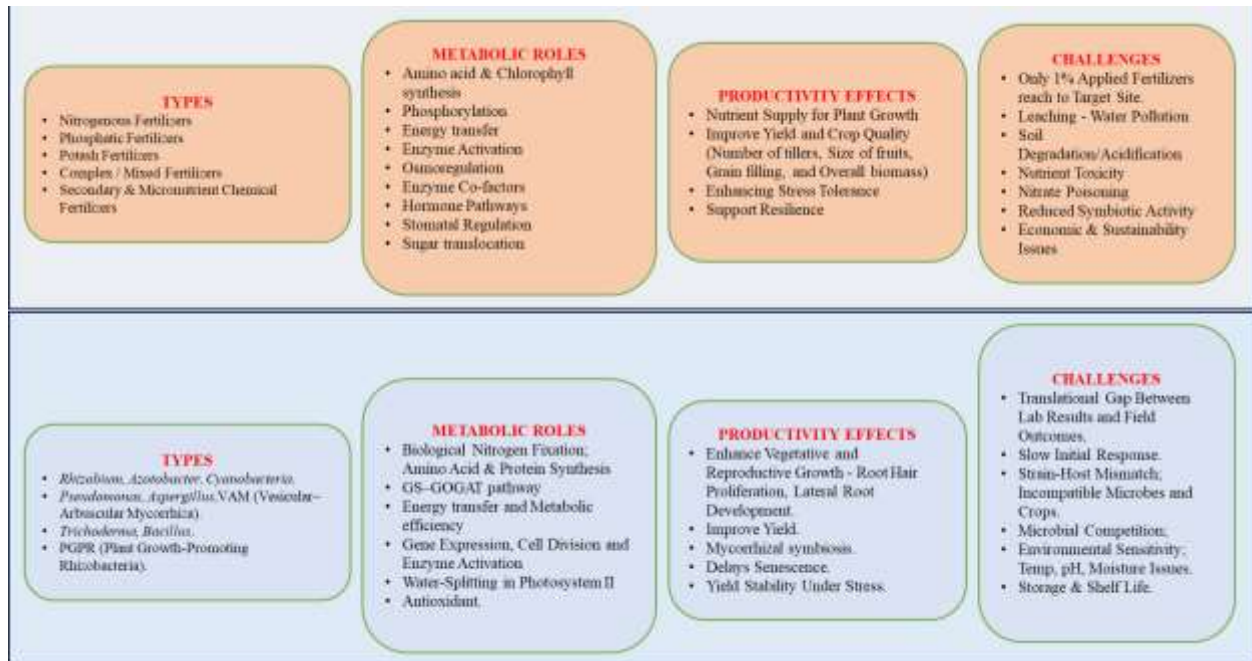 TYPES
• Nitrogenous Fertilizers
• Phosphatic Fertilizers
• Potash Fertilizers
• Complex / Mixed Fertilizers
• Secondary & Micronutrient Chemical
Fertilizers
METABOLIC ROLES
• Amino acid & Chlorophyll
synthesis
• Phosphorylation
• Energy transfer
• Enzyme Activation
• Osmoregulation
• Enzyme Co-factors
• Hormone Pathways
• Stomatal Regulation
• Sugar translocation
PRODUCTIVITY EFFECTS
• Nutrient Supply for Plant Growth
• Improve Yield and Crop Quality
(Number of tillers, Size of fruits,
Grain filling, and Overall biomass)
• Enhancing Stress Tolerance
• Support Resilience
CHALLENGES
• Only 1% Applied Fertilizers
reach to Target Site.
• Leaching - Water Pollution
• Soil
Degradation/Acidification
• Nutrient Toxicity
• Nitrate Poisoning
• Reduced Symbiotic Activity
• Economic & Sustainability
Issues
TYPES
• Rhizobium, Azotobacter. Cyanobacteria.
• Pseudomonas, Aspergillus.VAM (Vesicular–
Arbuscular Mycorrhiza).
• Trichoderma, Bacillus.
• PGPR (Plant Growth-Promoting
Rhizobacteria).
METABOLIC ROLES
• Biological Nitrogen Fixation;
Amino Acid & Protein Synthesis
• GS–GOGAT pathway
• Energy transfer and Metabolic
efficiency
• Gene Expression, Cell Division and
Enzyme Activation
• Water-Splitting in Photosystem II
• Antioxidant.
PRODUCTIVITY EFFECTS
• Enhance Vegetative and
Reproductive Growth - Root Hair
Proliferation, Lateral Root
Development.
• Improve Yield.
• Mycorrhizal symbiosis.
• Delays Senescence.
• Yield Stability Under Stress.
CHALLENGES
• Translational Gap Between
Lab Results and Field
Outcomes.
• Slow Initial Response.
• Strain-Host Mismatch;
Incompatible Microbes and
Crops.
• Microbial Competition;
• Environmental Sensitivity;
Temp, pH, Moisture Issues.
• Storage & Shelf Life.